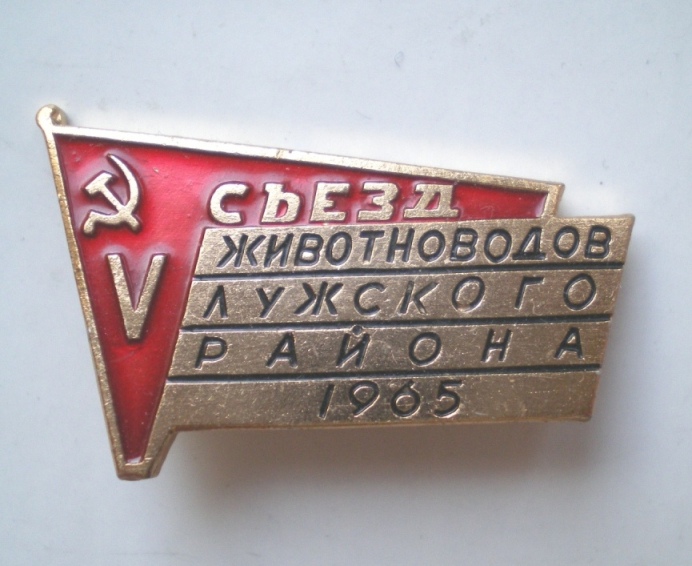 V СЪЕЗД
ЖИВОТНОВОДОВ
ЛУЖСКОГО
РАЙОНА
1965